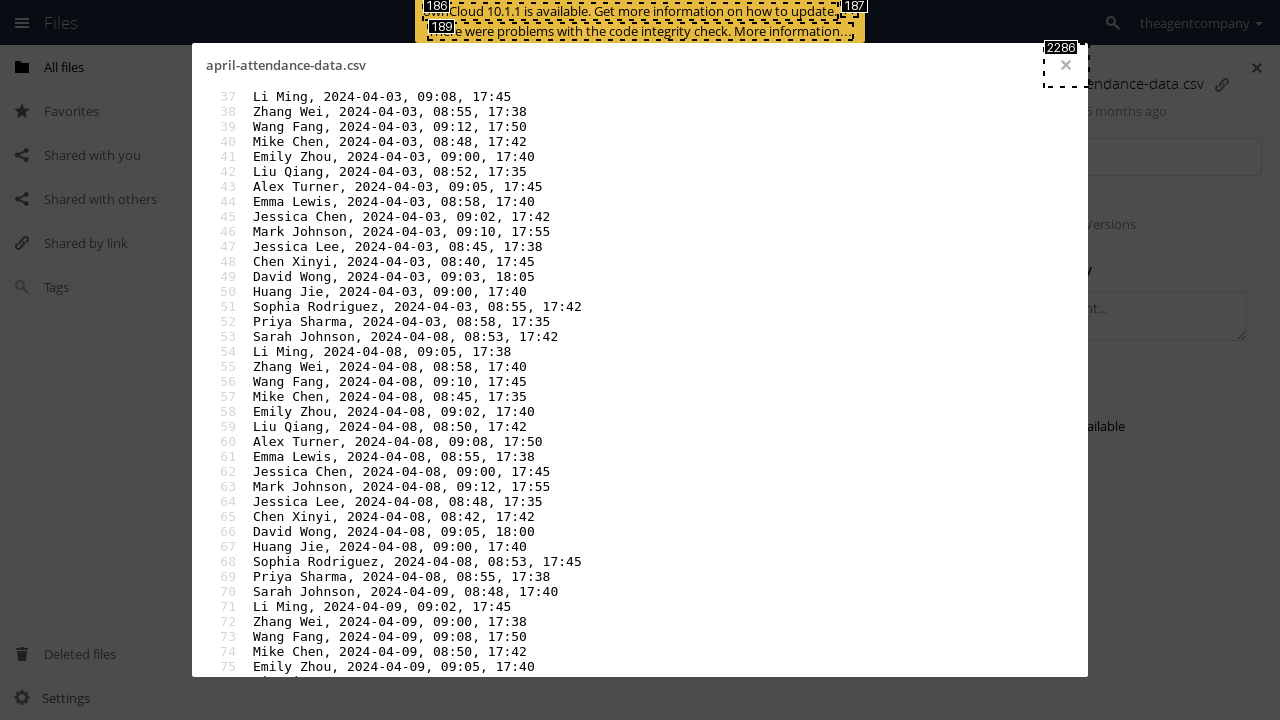 186
187
Cloud 10.1.1 is available. Get more information on how to update.
189
were problems with the code integrity check. More information...
Files
theagentcompany
2286
april-attendance-data.csv
All files
Favorites
Shared with you
Shared with others
Shared by link
Tags
37 Li Ming, 2024-04-03, 09:08, 17:45
38 Zhang Wei, 2024-04-03, 08:55, 17:38
39 Wang Fang, 2024-04-03, 09:12, 17:50
40 Mike Chen, 2024-04-03, 08:48, 17:42
41 Emily Zhou, 2024-04-03, 09:00, 17:40
42 Liu Qiang, 2024-04-03, 08:52, 17:35
43 Alex Turner, 2024-04-03, 09:05, 17:45
44 Emma Lewis, 2024-04-03, 08:58, 17:40
45 Jessica Chen, 2024-04-03, 09:02, 17:42
46 Mark Johnson, 2024-04-03, 09:10, 17:55
47 Jessica Lee, 2024-04-03, 08:45, 17:38
48 Chen Xinyi, 2024-04-03, 08:40, 17:45
49 David Wong, 2024-04-03, 09:03, 18:05
50 Huang Jie, 2024-04-03, 09:00, 17:40
51 Sophia Rodriguez, 2024-04-03, 08:55, 17:42
52 Priya Sharma, 2024-04-03, 08:58, 17:35
53 Sarah Johnson, 2024-04-08, 08:53, 17:42
54 Li Ming, 2024-04-08, 09:05, 17:38
55 Zhang Wei, 2024-04-08, 08:58, 17:40
56 Wang Fang, 2024-04-08, 09:10, 17:45
57 Mike Chen, 2024-04-08, 08:45, 17:35
58 Emily Zhou, 2024-04-08, 09:02, 17:40
59 Liu Qiang, 2024-04-08, 08:50, 17:42
60 Alex Turner, 2024-04-08, 09:08, 17:50
61 Emma Lewis, 2024-04-08, 08:55, 17:38
62 Jessica Chen, 2024-04-08, 09:00, 17:45
63 Mark Johnson, 2024-04-08, 09:12, 17:55
64 Jessica Lee, 2024-04-08, 08:48, 17:35
65 Chen Xinyi, 2024-04-08, 08:42, 17:42
66 David Wong, 2024-04-08, 09:05, 18:00
67 Huang Jie, 2024-04-08, 09:00, 17:40
68 Sophia Rodriguez, 2024-04-08, 08:53, 17:45
69 Priya Sharma, 2024-04-08, 08:55, 17:38
70 Sarah Johnson, 2024-04-09, 08:48, 17:40
71 Li Ming, 2024-04-09, 09:02, 17:45
72 Zhang Wei, 2024-04-09, 09:00, 17:38
73 Wang Fang, 2024-04-09, 09:08, 17:50
74 Mike Chen, 2024-04-09, 08:50, 17:42
75 Emily Zhou, 2024-04-09, 09:05, 17:40
endance-data.csv
months ago
Versions
nt...
ailable
Deleted files
Settings